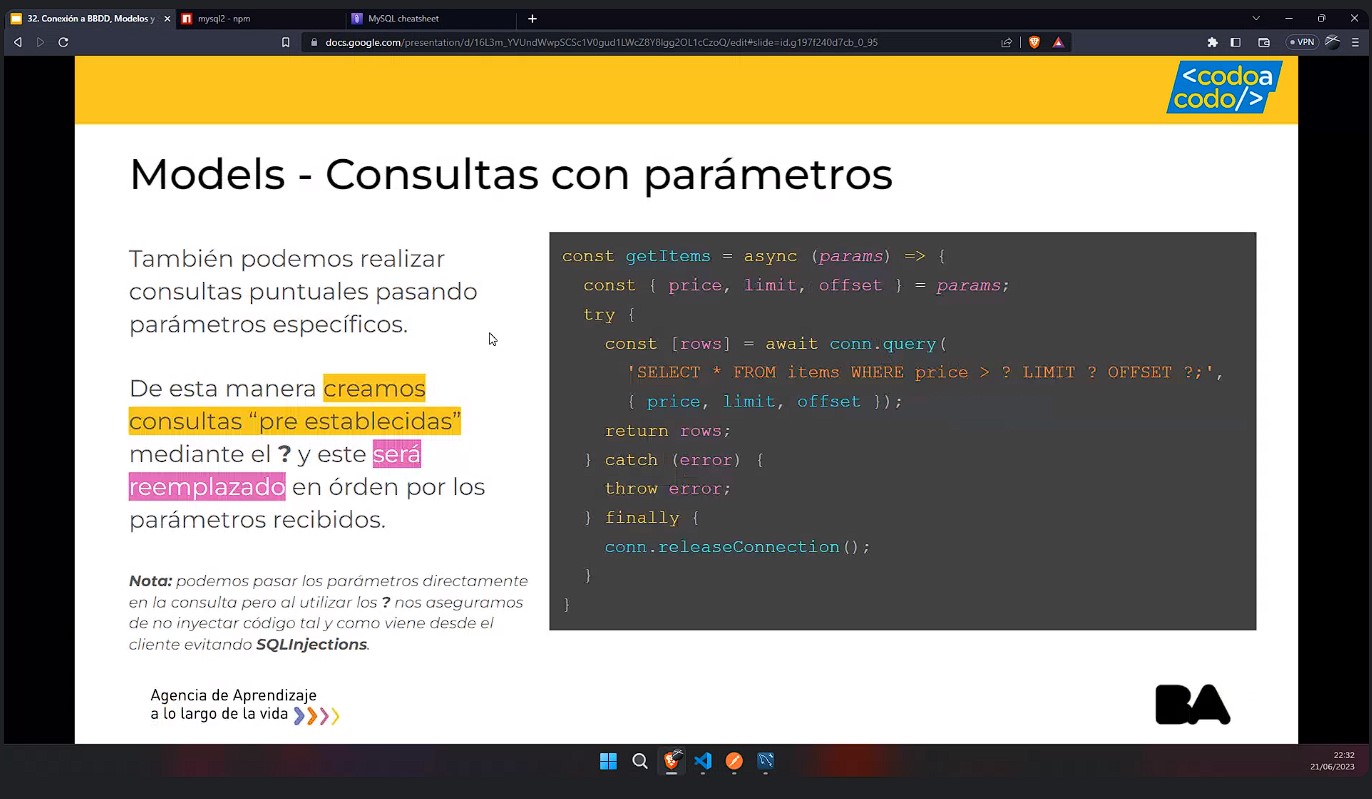 32. Conexión a BBDD, Modelos y
mysql2 - npm
MySQL cheatsheet
docs.google.com/presentation/d/16L3m_YVUndWwpSCSc1V0gud1LWcZ8Y8lgg2OL1cCzoQ/edit#slide=id.g197f240d7cb_0_95
VPN
<codoa
codo/>
Models - Consultas con parámetros
También podemos realizar
consultas puntuales pasando
parámetros específicos.
De esta manera creamos
consultas “pre establecidas”
mediante el ? y este será
reemplazado en órden por los
parámetros recibidos.
Nota: podemos pasar los parámetros directamente
en la consulta pero al utilizar los ? nos aseguramos
de no inyectar código tal y como viene desde el
cliente evitando SQLInjections.
const getItems = async (params) => {
const { price, limit, offset } = params;
try {
const [rows] = await conn.query(
'SELECT * FROM items WHERE price > ? LIMIT ? OFFSET ?;',
{ price, limit, offset });
return rows;
} catch (error) {
throw error;
} finally {
conn.releaseConnection();
}
}
Agencia de Aprendizaje
a lo largo de la vida
BA
22:32
21/06/2023